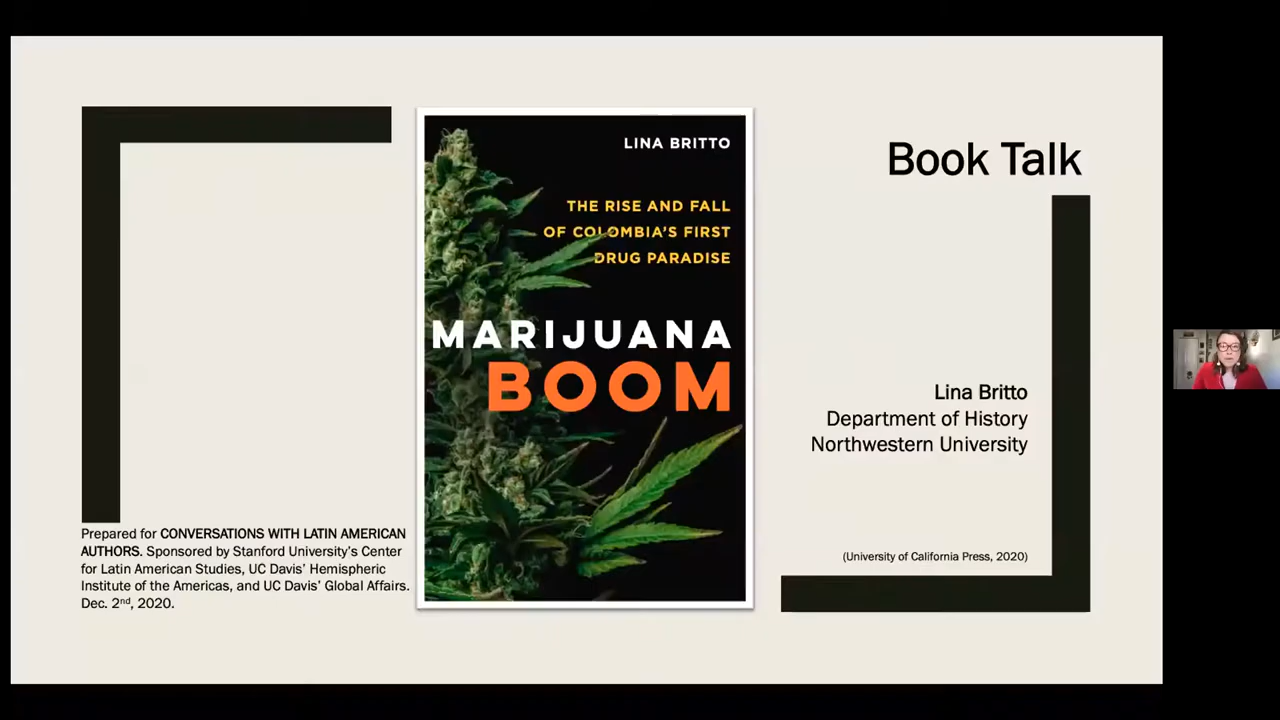 Book Talk
LINA BRITTO
THE RISE AND FALL
OF COLOMBIA'S FIRST
DRUG PARADISE
MARIJUANA
BOOM
Lina Britto
Department of History
Northwestern University
(University of California Press, 2020)
Prepared for CONVERSATIONS WITH LATIN AMERICAN
AUTHORS. Sponsored by Stanford University's Center
for Latin American Studies, UC Davis' Hemispheric
Institute of the Americas, and UC Davis' Global Affairs.
Dec. 2nd, 2020.